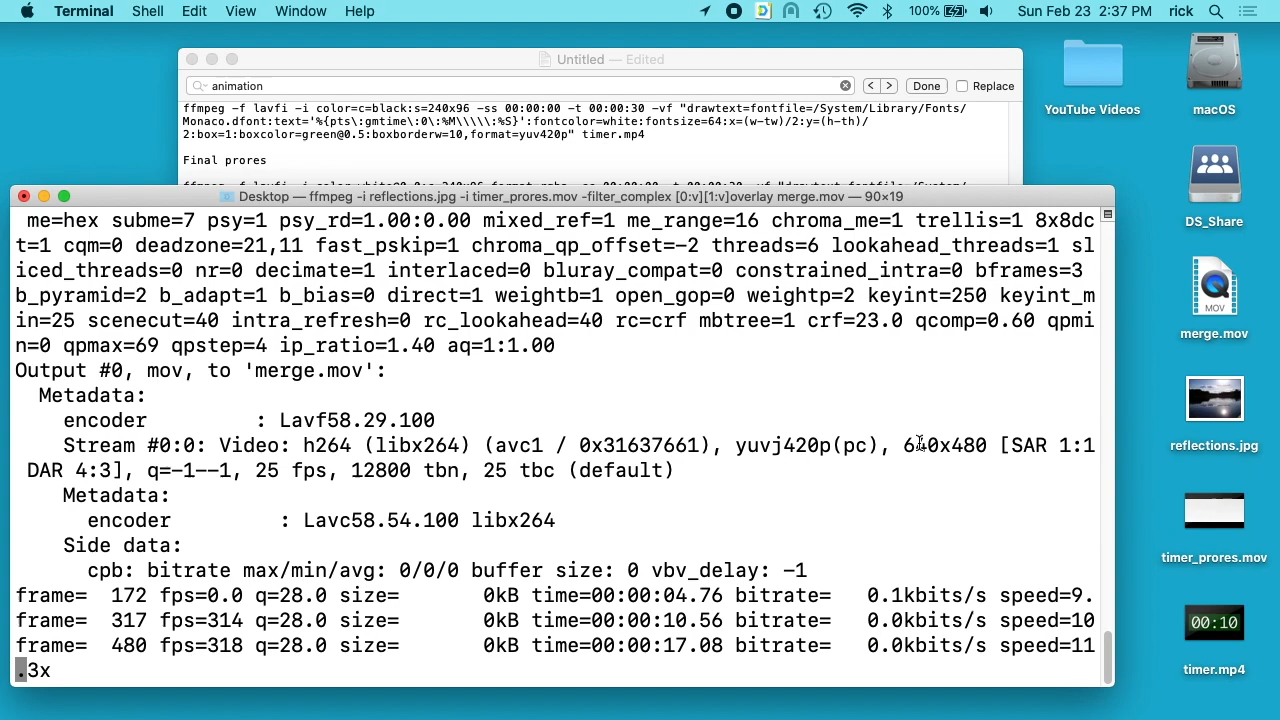 Terminal Shell Edit View Window Help 100% Sun Feb 23 2:37 PM rick
Untitled — Edited
animation Done Replace
ffmpeg -f lavfi -i color=c=black:s=240x96 -ss 00:00:00 -t 00:00:30 -vf "drawtext=fontfile=/System/Library/Fonts/
Monaco.dfont:text='%{pts\:gmtime\:0\:%M\\\\\:%S}':fontcolor=white:fontsize=64:x=(w-tw)/2:y=(h-th)/
2:box=1:boxcolor=green@0.5:boxborderw=10,format=yuv420p" timer.mp4
Final prores
Desktop — ffmpeg -i reflections.jpg -i timer_prores.mov -filter_complex [0:v][1:v]overlay merge.mov — 90×19
me=hex subme=7 psy=1 psy_rd=1.00:0.00 mixed_ref=1 me_range=16 chroma_me=1 trellis=1 8x8dc
t=1 cqm=0 deadzone=21,11 fast_pskip=1 chroma_qp_offset=-2 threads=6 lookahead_threads=1 sl
iced_threads=0 nr=0 decimate=1 interlaced=0 bluray_compat=0 constrained_intra=0 bframes=3
b_pyramid=2 b_adapt=1 b_bias=0 direct=1 weightb=1 open_gop=0 weightp=2 keyint=250 keyint_m
in=25 scenecut=40 intra_refresh=0 rc_lookahead=40 rc=crf mbtree=1 crf=23.0 qcomp=0.60 qpmi
n=0 qpmax=69 qpstep=4 ip_ratio=1.40 aq=1:1.00
Output #0, mov, to 'merge.mov':
Metadata:
encoder : Lavf58.29.100
Stream #0:0: Video: h264 (libx264) (avc1 / 0x31637661), yuvj420p(pc), 640x480 [SAR 1:1
DAR 4:3], q=-1--1, 25 fps, 12800 tbn, 25 tbc (default)
Metadata:
encoder : Lavc58.54.100 libx264
Side data:
cpb: bitrate max/min/avg: 0/0/0 buffer size: 0 vbv_delay: -1
frame= 172 fps=0.0 q=28.0 size= 0kB time=00:00:04.76 bitrate= 0.1kbits/s speed=9.
frame= 317 fps=314 q=28.0 size= 0kB time=00:00:10.56 bitrate= 0.0kbits/s speed=10
frame= 480 fps=318 q=28.0 size= 0kB time=00:00:17.08 bitrate= 0.0kbits/s speed=11
.3x
YouTube Videos
macOS
DS_Share
MOV
merge.mov
reflections.jpg
timer_prores.mov
00:10
timer.mp4